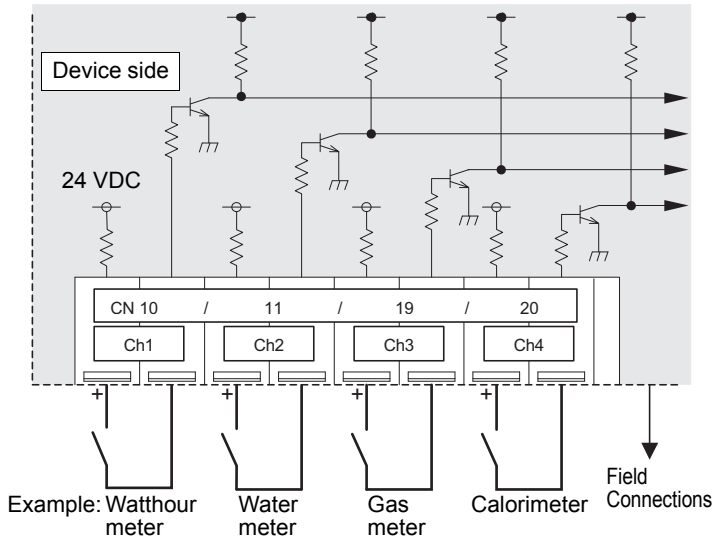 Device side
24 VDC
CN 10 / 11 / 19 / 20
Ch1 Ch2 Ch3 Ch4
+ + + +
Example: Watthour meter
Water meter
Gas meter
Calorimeter
Field Connections